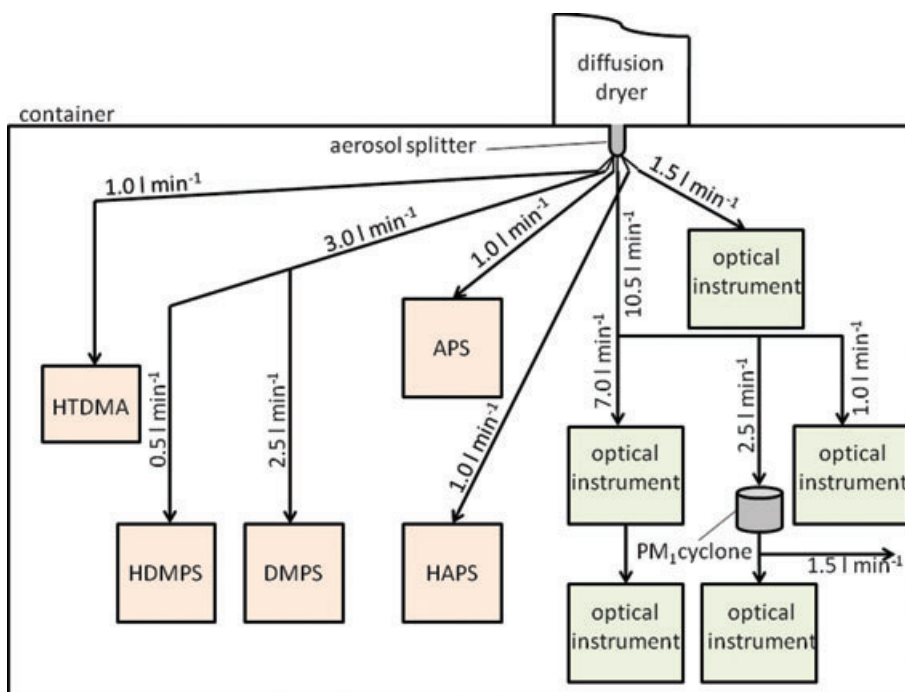 diffusion
dryer
container
aerosol splitter
1.0 l min⁻¹
3.0 l min⁻¹
1.0 l min⁻¹
1.0 l min⁻¹
10.5 l min⁻¹
1.5 l min⁻¹
optical
instrument
APS
HTDMA
0.5 l min⁻¹
2.5 l min⁻¹
7.0 l min⁻¹
2.5 l min⁻¹
1.0 l min⁻¹
optical
instrument
optical
instrument
PM₁cyclone
1.5 l min⁻¹
HDMPS
DMPS
HAPS
optical
instrument
optical
instrument